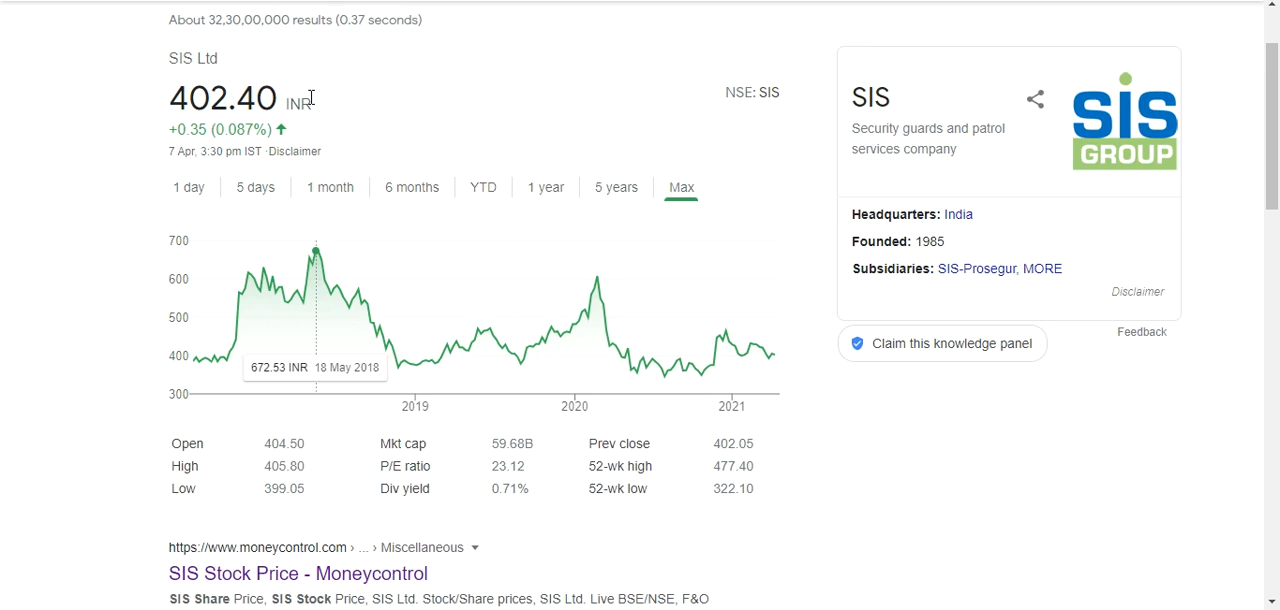 About 32,30,00,000 results (0.37 seconds)
SIS Ltd
402.40 INR
+0.35 (0.087%)
7 Apr, 3:30 pm IST · Disclaimer
NSE: SIS
1 day 5 days 1 month 6 months YTD 1 year 5 years Max
700
600
500
400
300
672.53 INR 18 May 2018
2019 2020 2021
Open 404.50 Mkt cap 59.68B Prev close 402.05
High 405.80 P/E ratio 23.12 52-wk high 477.40
Low 399.05 Div yield 0.71% 52-wk low 322.10
https://www.moneycontrol.com › ... › Miscellaneous
SIS Stock Price - Moneycontrol
SIS Share Price, SIS Stock Price, SIS Ltd. Stock/Share prices, SIS Ltd. Live BSE/NSE, F&O
SIS
Security guards and patrol
services company
SIS
GROUP
Headquarters: India
Founded: 1985
Subsidiaries: SIS-Prosegur, MORE
Disclaimer
Feedback
Claim this knowledge panel